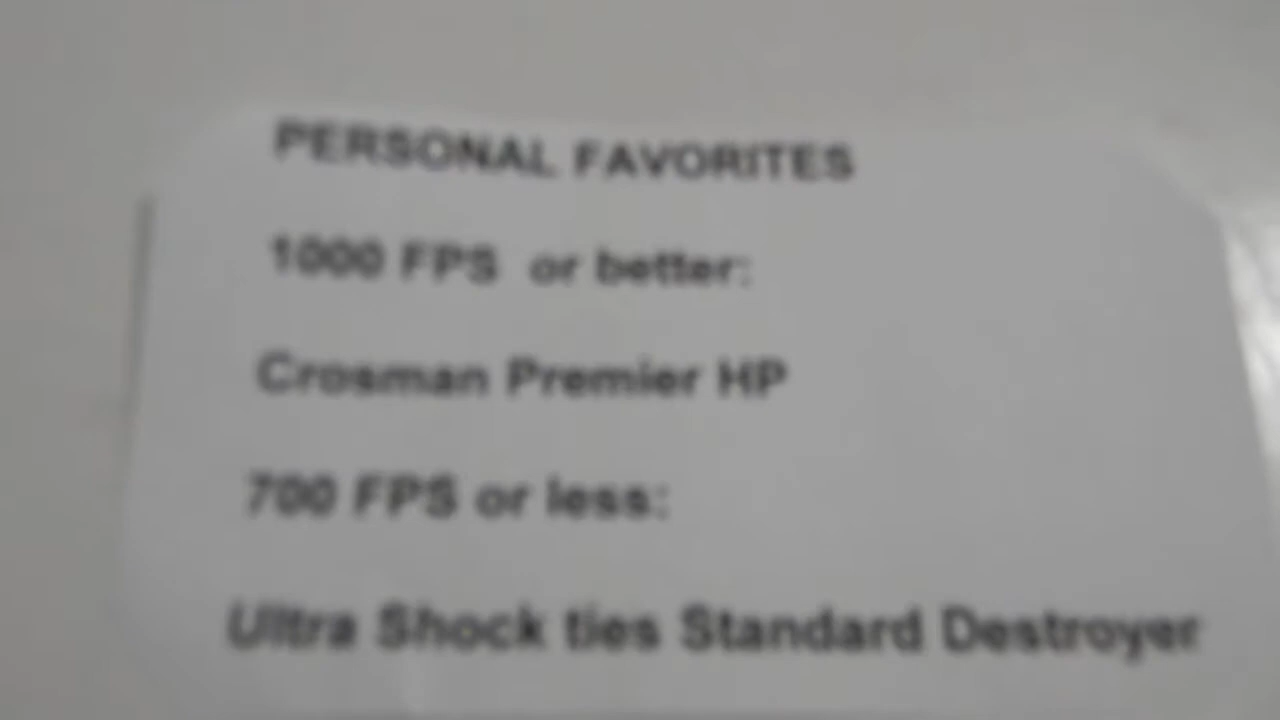 PERSONAL FAVORITES
1000 FPS or better:
Crosman Premier HP
700 FPS or less:
Ultra Shock ties Standard Destroyer